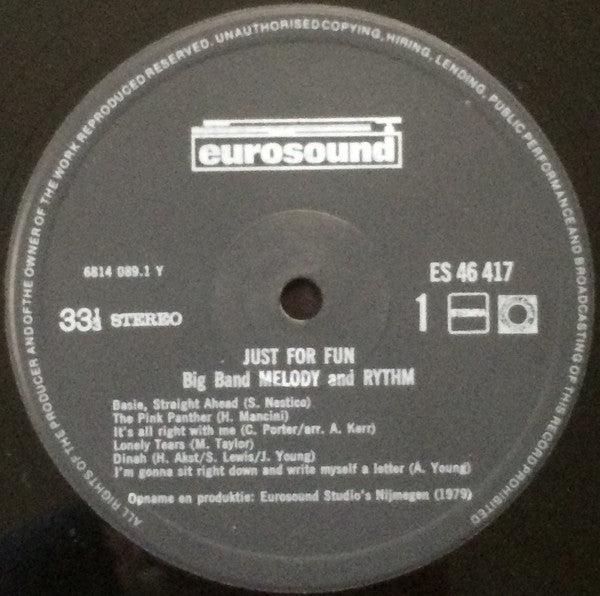 ALL RIGHTS OF THE PRODUCER AND OF THE OWNER OF THE WORK REPRODUCED RESERVED. UNAUTHORISED COPYING, HIRING, LENDING, PUBLIC PERFORMANCE AND BROADCASTING OF THIS RECORD PROHIBITED
eurosound
6814 089.1 Y
ES 46 417
33⅓ STEREO
1
JUST FOR FUN
Big Band MELODY and RYTHM
Basie, Straight Ahead (S. Nestico)
The Pink Panther (H. Mancini)
It's all right with me (C. Porter/arr. A. Kerr)
Lonely Tears (M. Taylor)
Dinah (H. Akst/S. Lewis/J. Young)
I'm gonna sit right down and write myself a letter (A. Young)
Opname en produktie: Eurosound Studio's Nijmegen (1979)